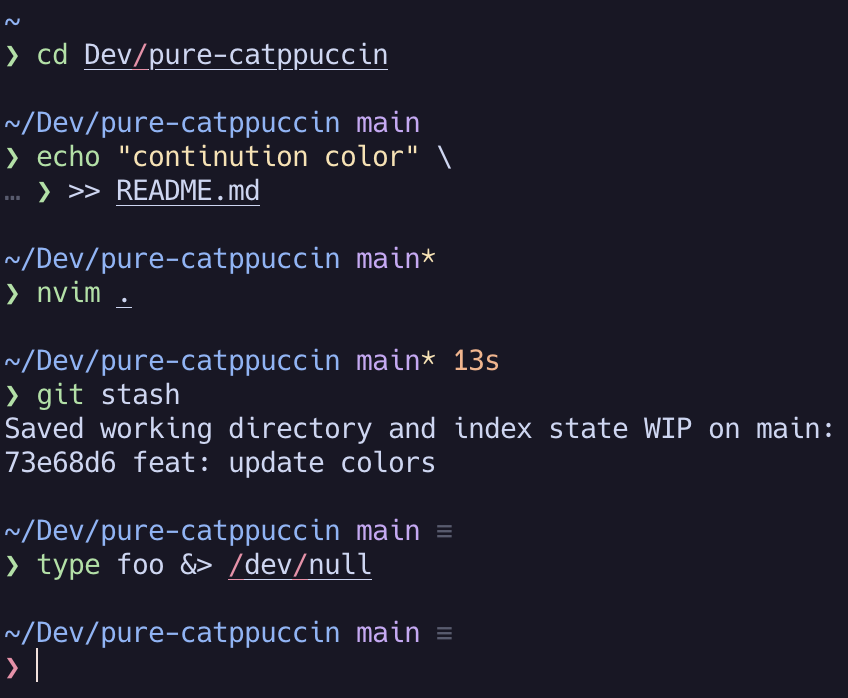 ~
❯ cd Dev/pure-catppuccin
~/Dev/pure-catppuccin main
❯ echo "continution color" \
… ❯ >> README.md
~/Dev/pure-catppuccin main*
❯ nvim .
~/Dev/pure-catppuccin main* 13s
❯ git stash
Saved working directory and index state WIP on main:
73e68d6 feat: update colors
~/Dev/pure-catppuccin main ≡
❯ type foo &> /dev/null
~/Dev/pure-catppuccin main ≡
❯